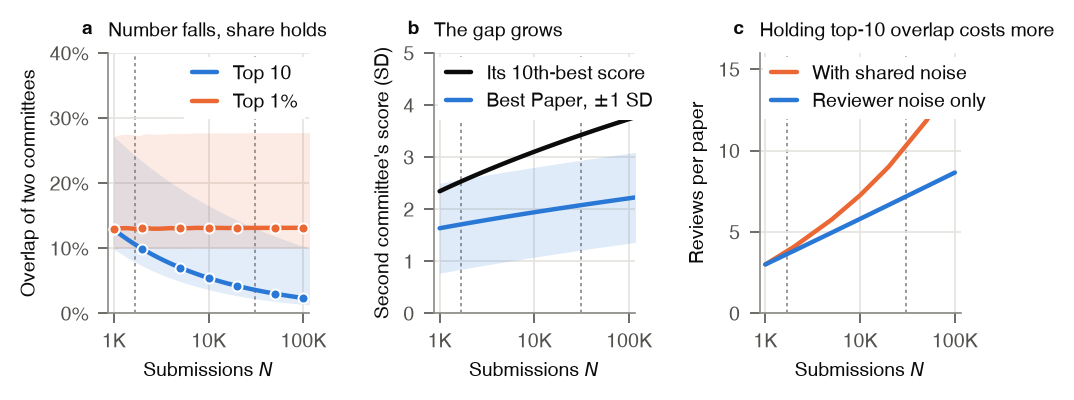 a Number falls, share holds
Overlap of two committees
40%
30%
20%
10%
0%
Top 10
Top 1%
1K 10K 100K
Submissions N
b The gap grows
Second committee's score (SD)
5
4
3
2
1
0
Its 10th-best score
Best Paper, ±1 SD
1K 10K 100K
Submissions N
c Holding top-10 overlap costs more
Reviews per paper
15
10
5
0
With shared noise
Reviewer noise only
1K 10K 100K
Submissions N